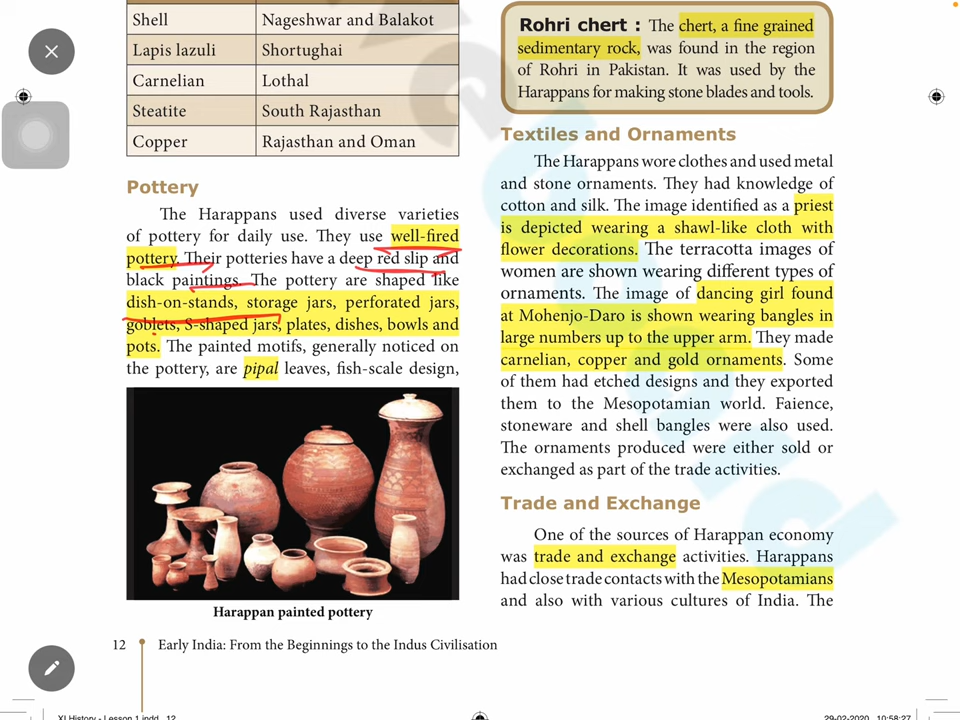 Shell Nageshwar and Balakot
Lapis lazuli Shortughai
Carnelian Lothal
Steatite South Rajasthan
Copper Rajasthan and Oman
Pottery
The Harappans used diverse varieties
of pottery for daily use. They use well-fired
pottery. Their potteries have a deep red slip and
black paintings. The pottery are shaped like
dish-on-stands, storage jars, perforated jars,
goblets, S-shaped jars, plates, dishes, bowls and
pots. The painted motifs, generally noticed on
the pottery, are pipal leaves, fish-scale design,
Harappan painted pottery
Rohri chert : The chert, a fine grained
sedimentary rock, was found in the region
of Rohri in Pakistan. It was used by the
Harappans for making stone blades and tools.
Textiles and Ornaments
The Harappans wore clothes and used metal
and stone ornaments. They had knowledge of
cotton and silk. The image identified as a priest
is depicted wearing a shawl-like cloth with
flower decorations. The terracotta images of
women are shown wearing different types of
ornaments. The image of dancing girl found
at Mohenjo-Daro is shown wearing bangles in
large numbers up to the upper arm. They made
carnelian, copper and gold ornaments. Some
of them had etched designs and they exported
them to the Mesopotamian world. Faience,
stoneware and shell bangles were also used.
The ornaments produced were either sold or
exchanged as part of the trade activities.
Trade and Exchange
One of the sources of Harappan economy
was trade and exchange activities. Harappans
had close trade contacts with the Mesopotamians
and also with various cultures of India. The
12 Early India: From the Beginnings to the Indus Civilisation
XI History - Lesson 1.indd 12 29-02-2020 10:58:27